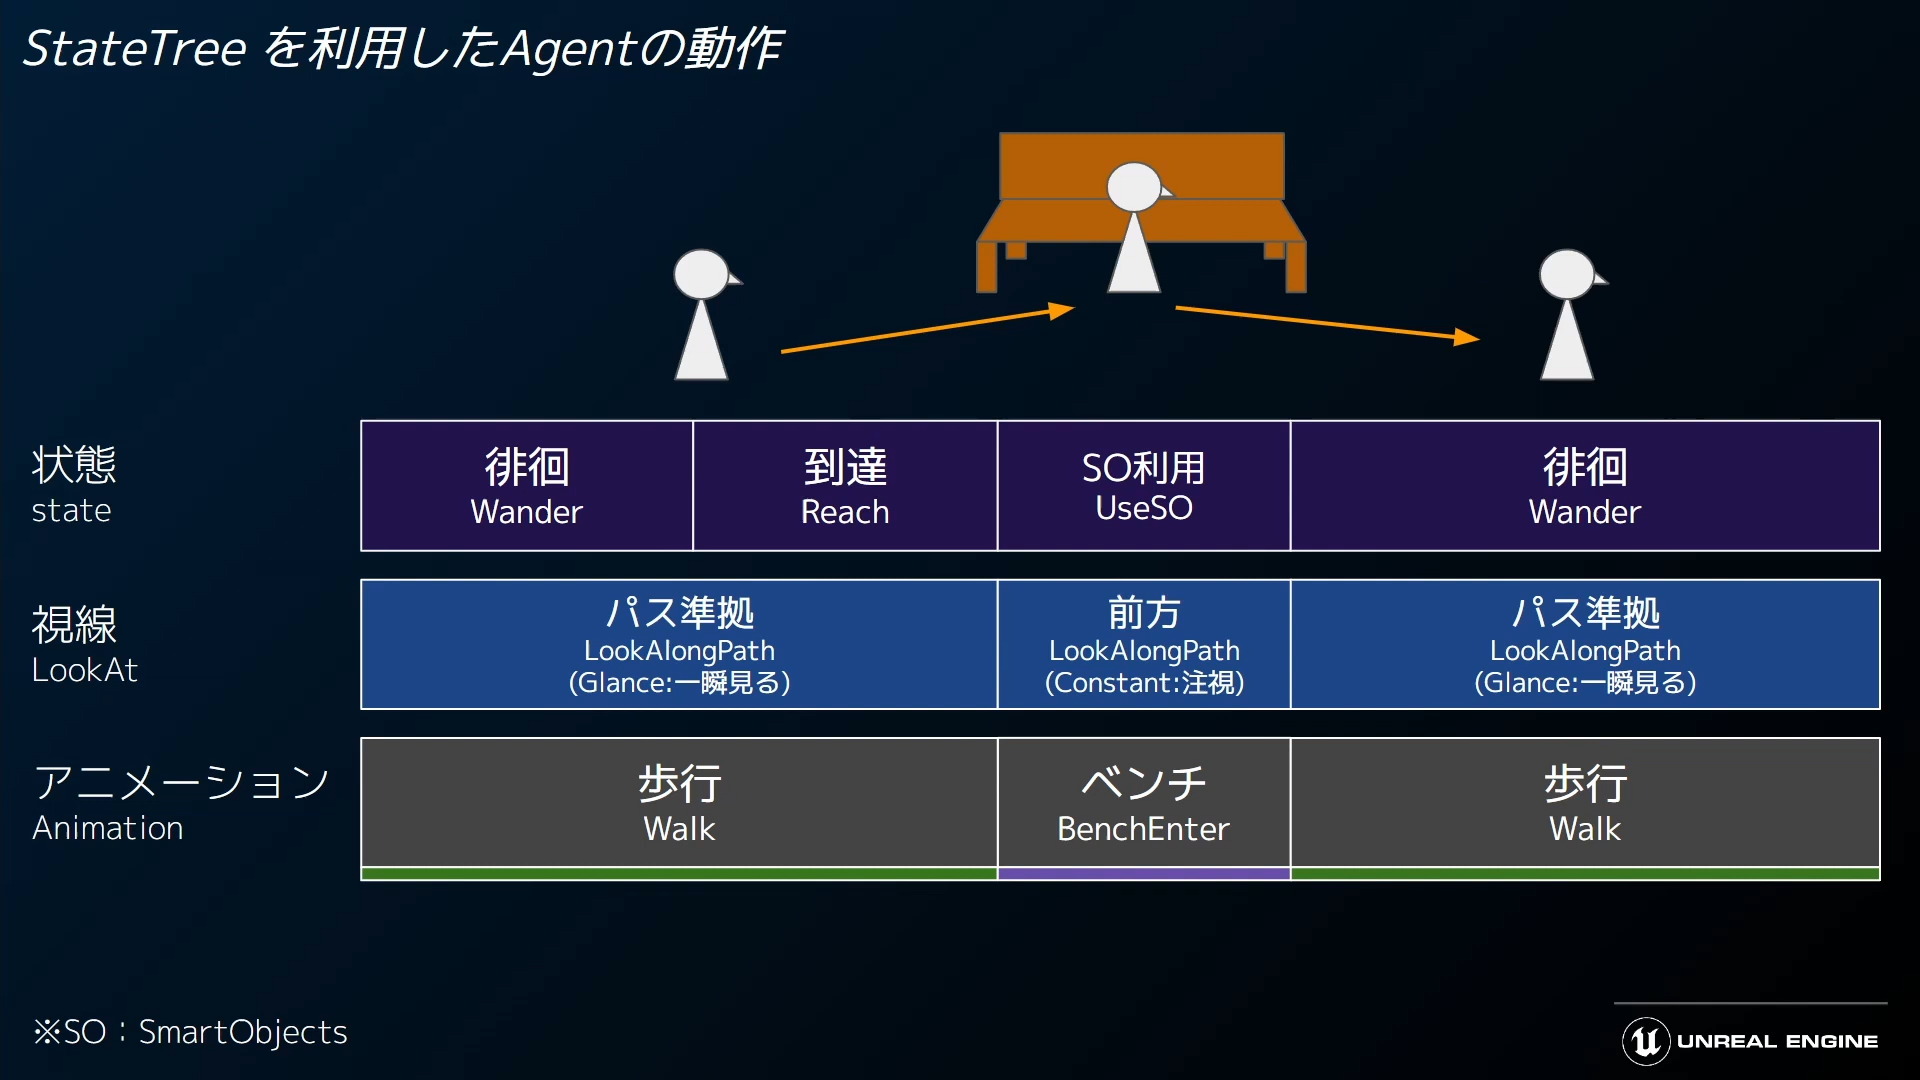 StateTree を利用したAgentの動作
状態
state
徘徊
Wander
到達
Reach
SO利用
UseSO
徘徊
Wander
視線
LookAt
パス準拠
LookAlongPath
(Glance:一瞬見る)
前方
LookAlongPath
(Constant:注視)
パス準拠
LookAlongPath
(Glance:一瞬見る)
アニメーション
Animation
歩行
Walk
ベンチ
BenchEnter
歩行
Walk
※SO：SmartObjects
UNREAL ENGINE